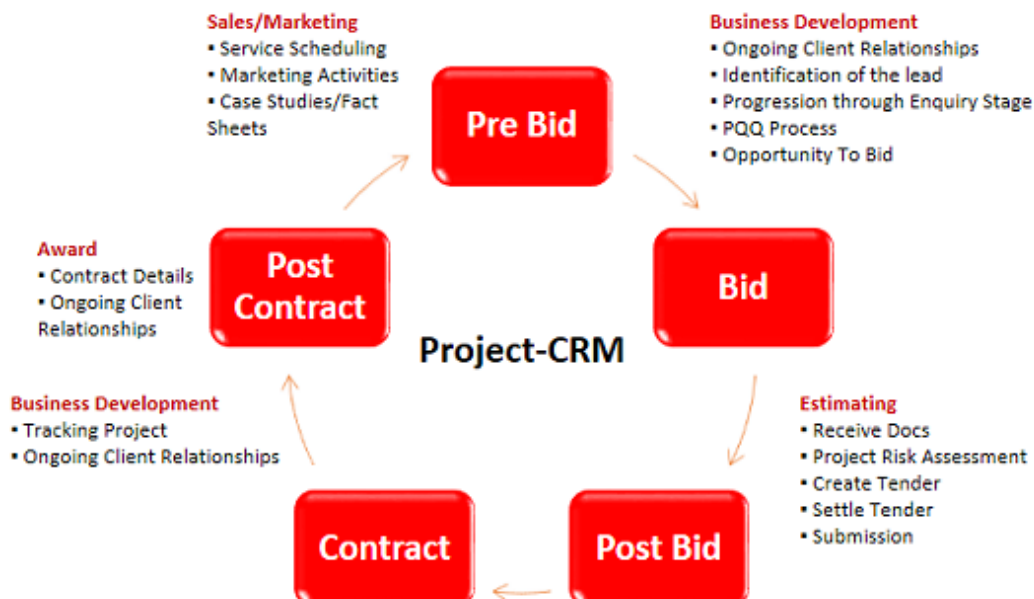 Sales/Marketing
▪ Service Scheduling
▪ Marketing Activities
▪ Case Studies/Fact
Sheets
Business Development
▪ Ongoing Client Relationships
▪ Identification of the lead
▪ Progression through Enquiry Stage
▪ PQQ Process
▪ Opportunity To Bid
Pre Bid
Award
▪ Contract Details
▪ Ongoing Client
Relationships
Post
Contract
Bid
Project-CRM
Business Development
▪ Tracking Project
▪ Ongoing Client Relationships
Estimating
▪ Receive Docs
▪ Project Risk Assessment
▪ Create Tender
▪ Settle Tender
▪ Submission
Contract
Post Bid